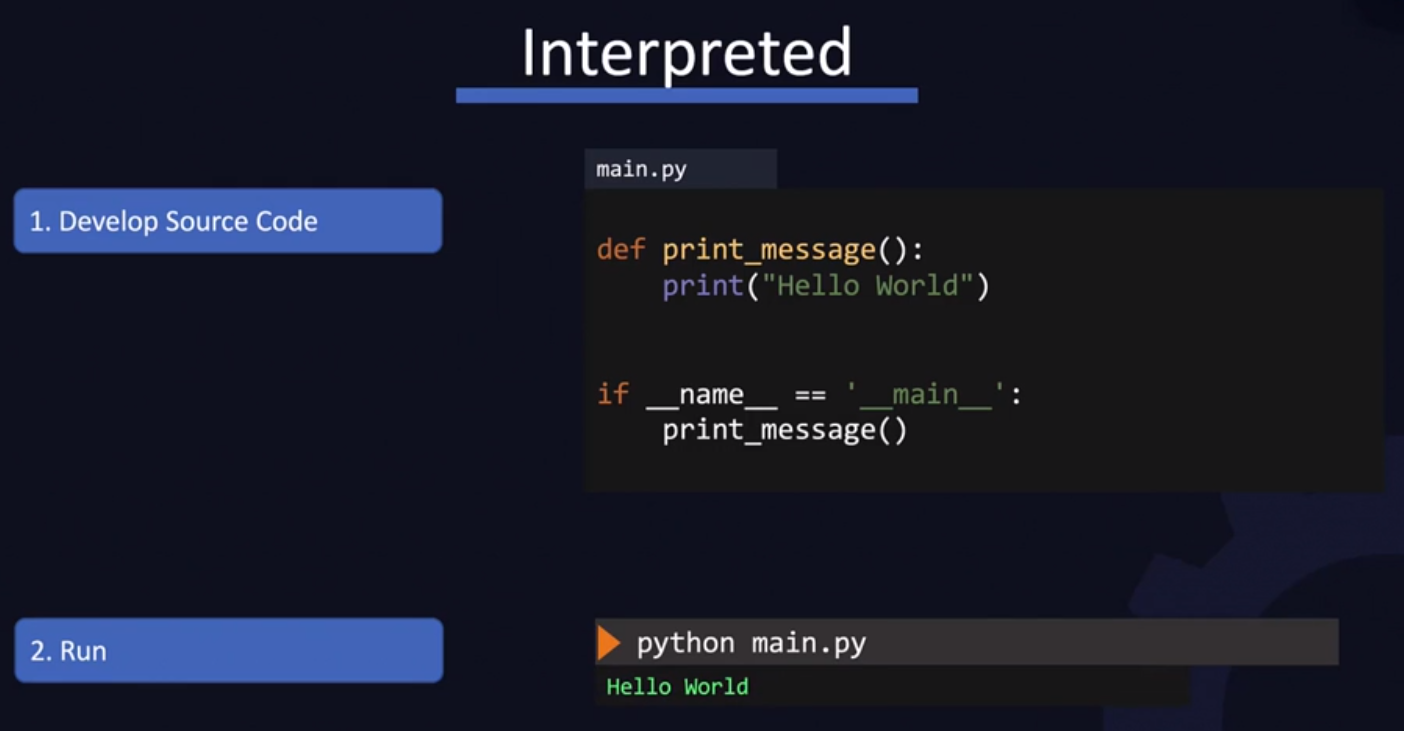 Interpreted
1. Develop Source Code
main.py
def print_message():
    print("Hello World")
if __name__ == '__main__':
    print_message()
2. Run
python main.py
Hello World